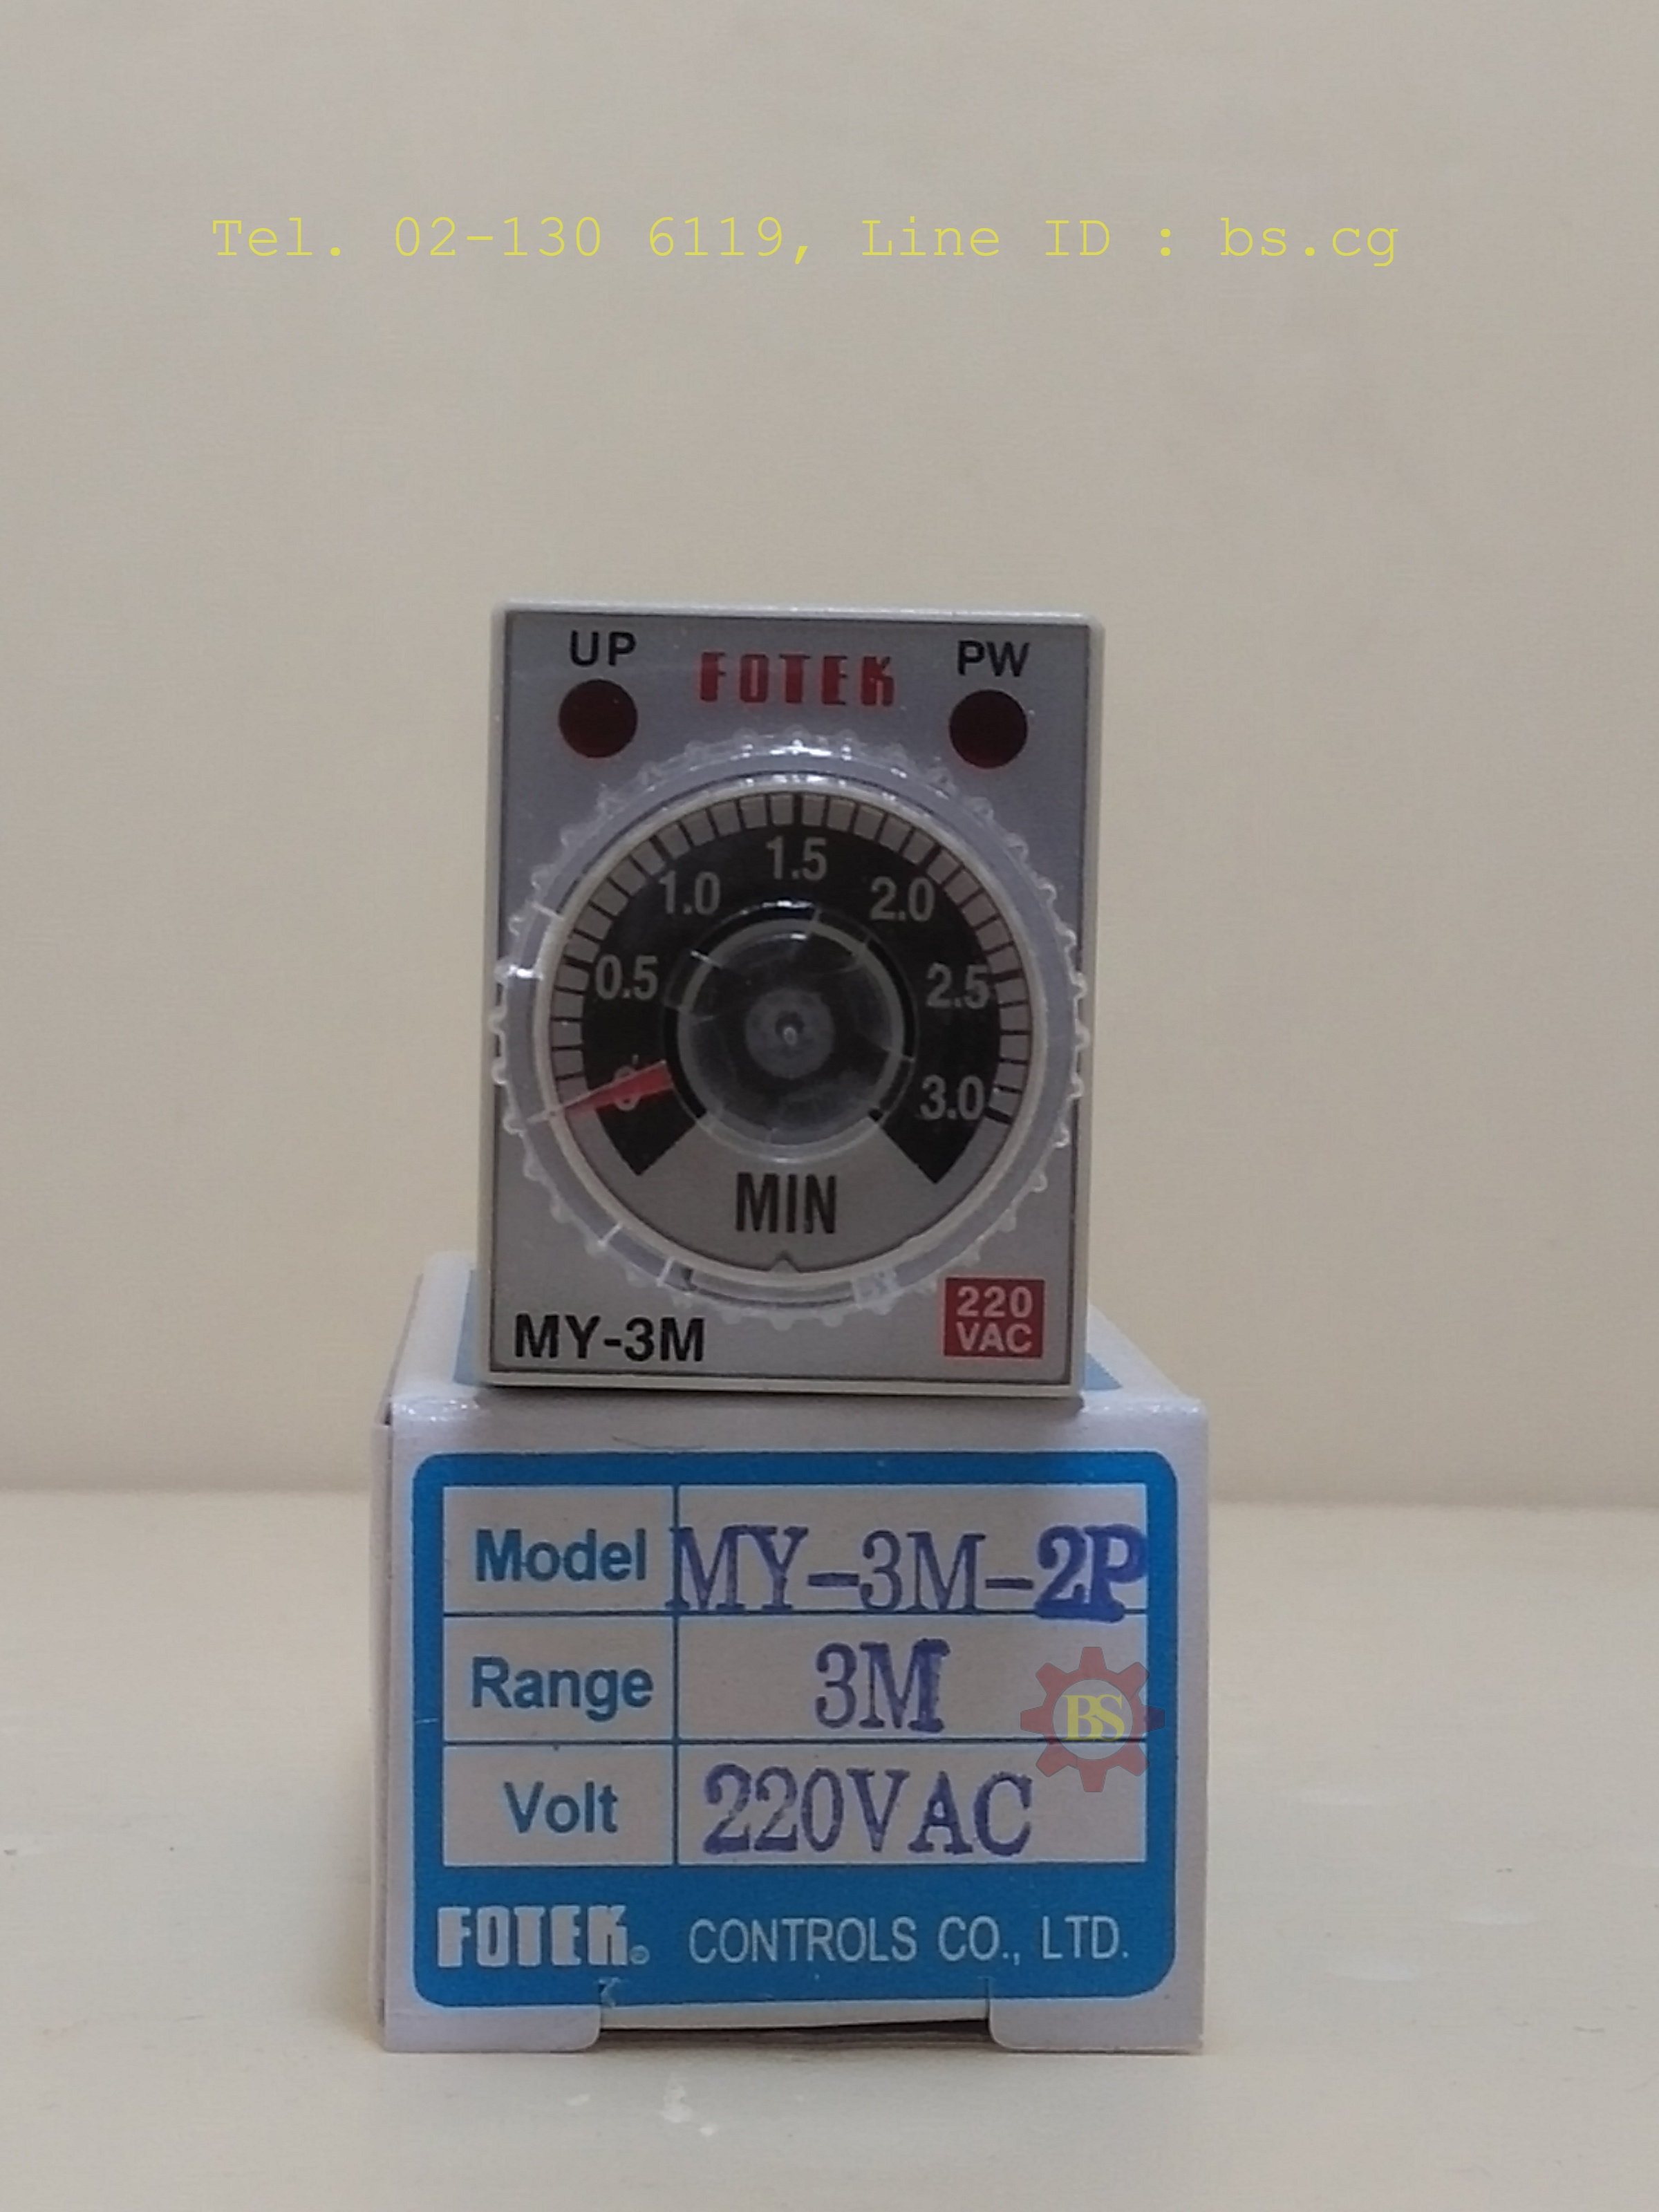 Tel. 02-130 6119, Line ID : bs.cg
UP FOTEK PW
1.5
1.0 2.0
0.5 2.5
0 3.0
MIN
MY-3M
220
VAC
Model MY-3M-2P
Range 3M
BS
Volt 220VAC
FOTEK® CONTROLS CO., LTD.